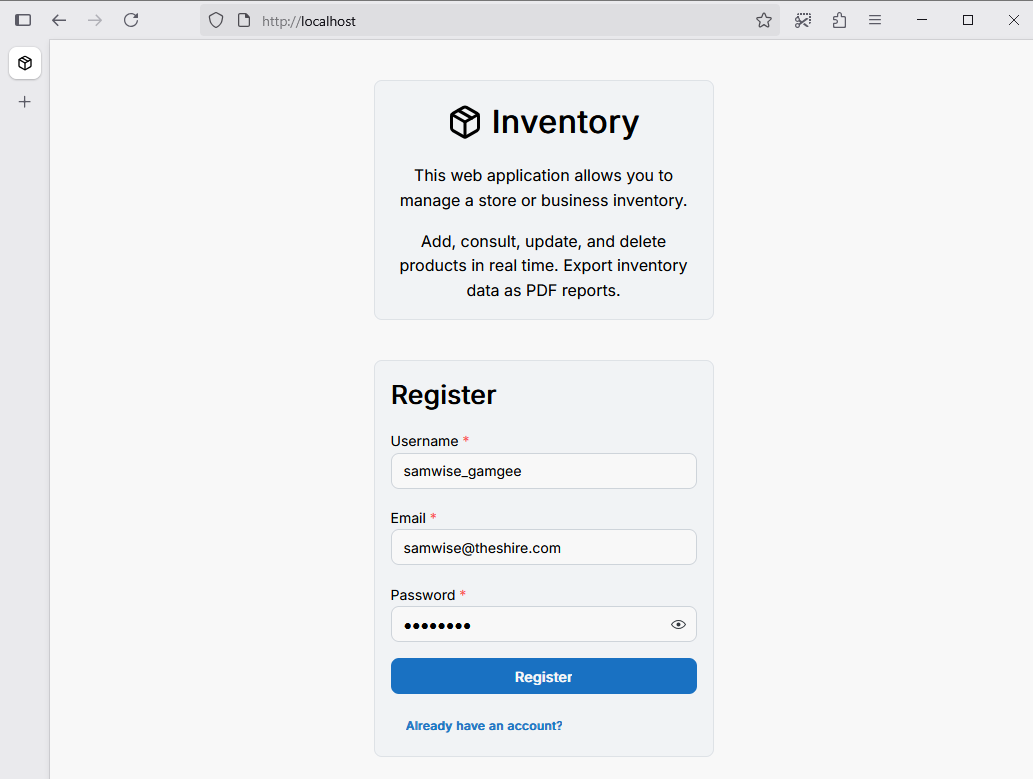 http://localhost
Inventory
This web application allows you to
manage a store or business inventory.
Add, consult, update, and delete
products in real time. Export inventory
data as PDF reports.
Register
Username *
samwise_gamgee
Email *
samwise@theshire.com
Password *
●●●●●●●●
Register
Already have an account?